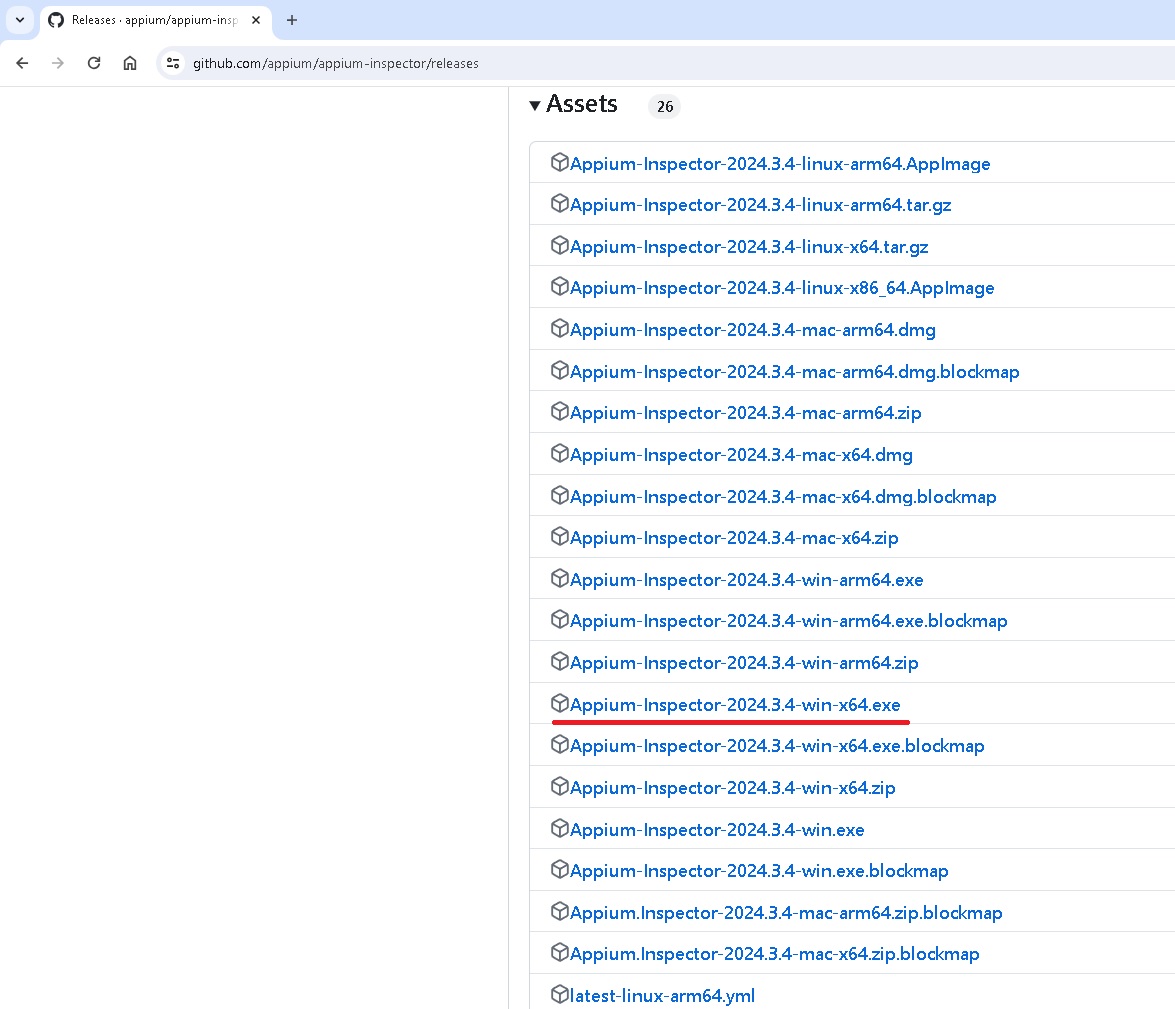 Releases · appium/appium-insp
github.com/appium/appium-inspector/releases
Assets 26
Appium-Inspector-2024.3.4-linux-arm64.AppImage
Appium-Inspector-2024.3.4-linux-arm64.tar.gz
Appium-Inspector-2024.3.4-linux-x64.tar.gz
Appium-Inspector-2024.3.4-linux-x86_64.AppImage
Appium-Inspector-2024.3.4-mac-arm64.dmg
Appium-Inspector-2024.3.4-mac-arm64.dmg.blockmap
Appium-Inspector-2024.3.4-mac-arm64.zip
Appium-Inspector-2024.3.4-mac-x64.dmg
Appium-Inspector-2024.3.4-mac-x64.dmg.blockmap
Appium-Inspector-2024.3.4-mac-x64.zip
Appium-Inspector-2024.3.4-win-arm64.exe
Appium-Inspector-2024.3.4-win-arm64.exe.blockmap
Appium-Inspector-2024.3.4-win-arm64.zip
Appium-Inspector-2024.3.4-win-x64.exe
Appium-Inspector-2024.3.4-win-x64.exe.blockmap
Appium-Inspector-2024.3.4-win-x64.zip
Appium-Inspector-2024.3.4-win.exe
Appium-Inspector-2024.3.4-win.exe.blockmap
Appium.Inspector-2024.3.4-mac-arm64.zip.blockmap
Appium.Inspector-2024.3.4-mac-x64.zip.blockmap
latest-linux-arm64.yml